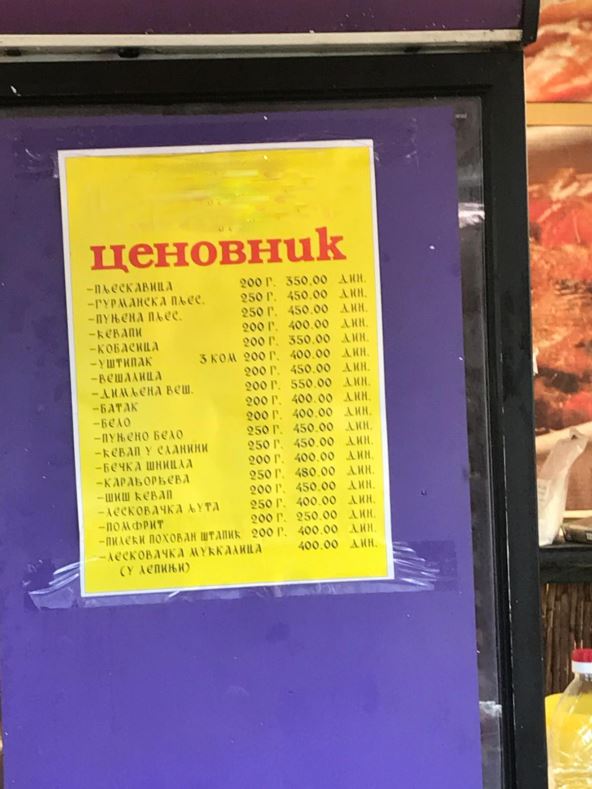 ценовник
-ПЉЕСКАВИЦА 200 Г. 350.00 ДИН.
-ГУРМАНСКА ПЉЕС. 250 Г. 450.00 ДИН.
-ПУЊЕНА ПЉЕС. 250 Г. 450.00 ДИН.
-ЋЕВАПИ 200 Г. 400.00 ДИН.
-КОБАСИЦА 200 Г. 350.00 ДИН.
-УШТИПАК 3 КОМ 200 Г. 400.00 ДИН.
-ВЕШАЛИЦА 200 Г. 450.00 ДИН.
-ДИМЉЕНА ВЕШ. 200 Г. 550.00 ДИН.
-БАТАК 200 Г. 400.00 ДИН.
-БЕЛО 200 Г. 400.00 ДИН.
-ПУЊЕНО БЕЛО 250 Г. 450.00 ДИН.
-ЋЕВАП У СЛАНИНИ 250 Г. 450.00 ДИН.
-БЕЧКА ШНИЦЛА 200 Г. 400.00 ДИН.
-КАРАЂОРЂЕВА 250 Г. 480.00 ДИН.
-ШИШ ЋЕВАП 200 Г. 450.00 ДИН.
-ЛЕСКОВАЧКА ЉУТА 250 Г. 400.00 ДИН.
-ПОМФРИТ 200 Г. 250.00 ДИН.
-ПИЛЕЋИ ПОХОВАН ШТАПИЋ 200 Г. 400.00 ДИН.
-ЛЕСКОВАЧКА МУЋКАЛИЦА 400.00 ДИН.
(У ЛЕПИЊИ)